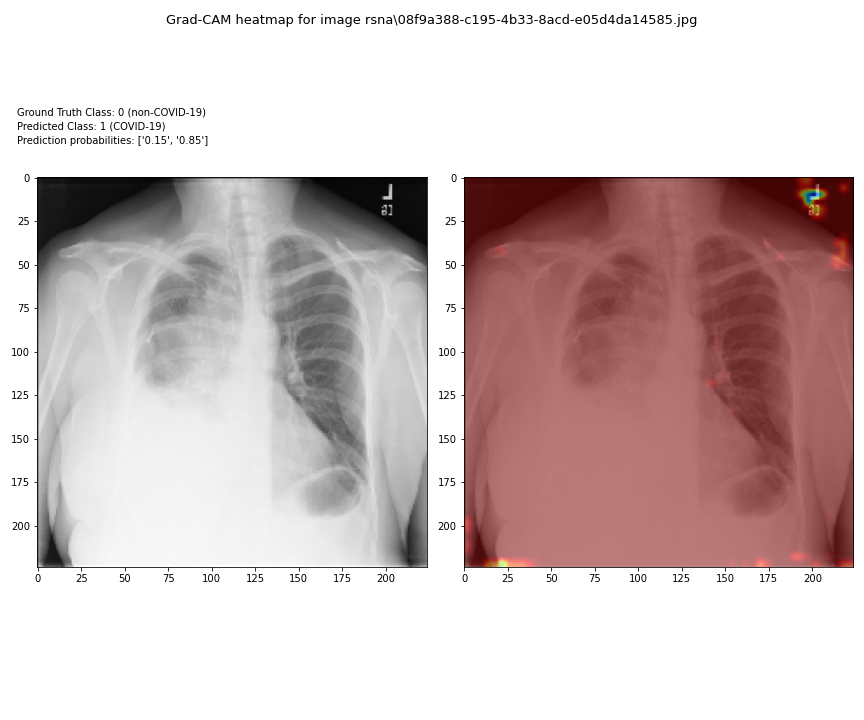 Grad-CAM heatmap for image rsna\08f9a388-c195-4b33-8acd-e05d4da14585.jpg
Ground Truth Class: 0 (non-COVID-19)
Predicted Class: 1 (COVID-19)
Prediction probabilities: ['0.15', '0.85']
0
25
50
75
100
125
150
175
200
0 25 50 75 100 125 150 175 200
L
0
25
50
75
100
125
150
175
200
0 25 50 75 100 125 150 175 200
L